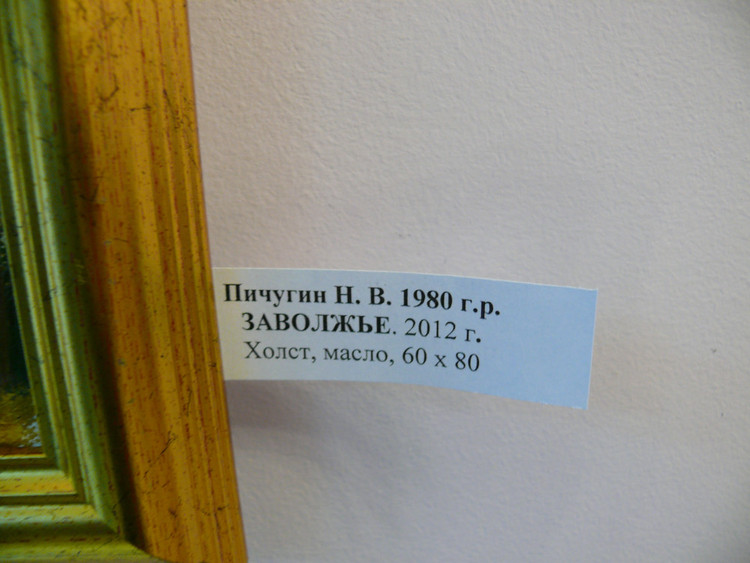 Пичугин Н. В. 1980 г.р.
ЗАВОЛЖЬЕ. 2012 г.
Холст, масло, 60 х 80